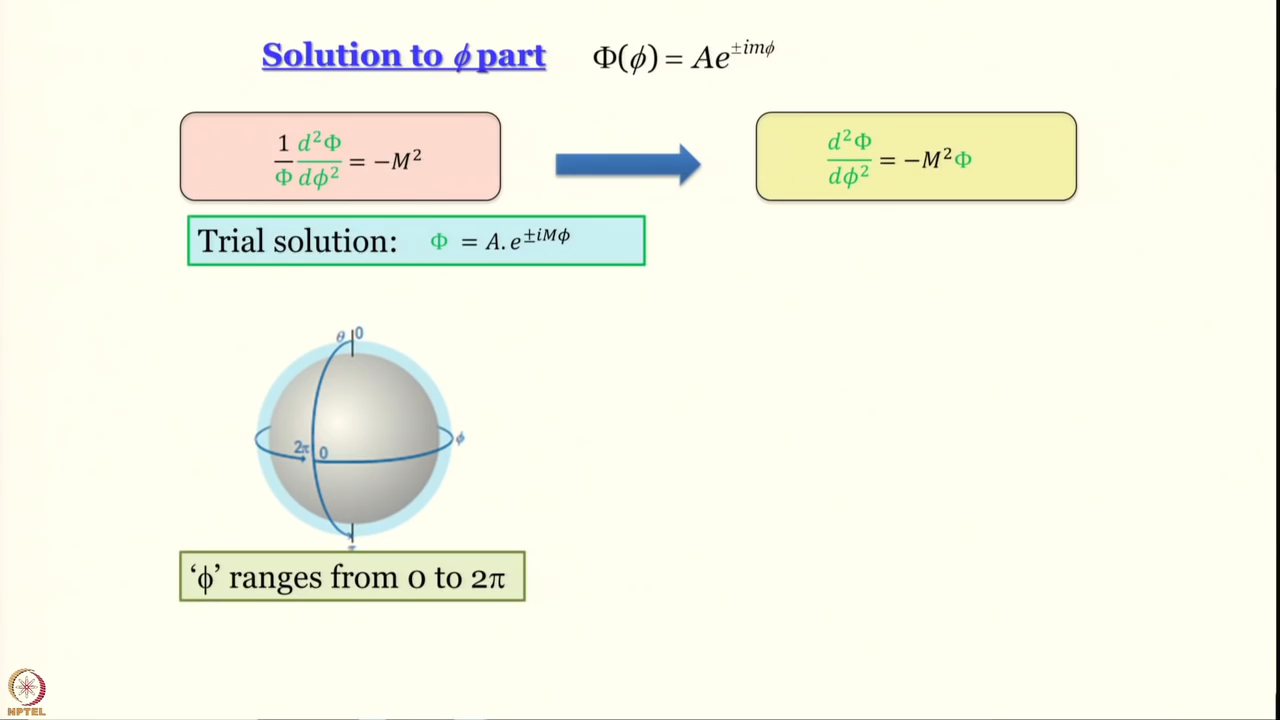 Solution to ϕ part Φ(ϕ) = Ae^{±imϕ}
1/Φ d²Φ/dϕ² = −M²
d²Φ/dϕ² = −M²Φ
Trial solution: Φ = A.e^{±iMϕ}
θ 0
2π 0 ϕ
π
‘ϕ’ ranges from 0 to 2π
NPTEL